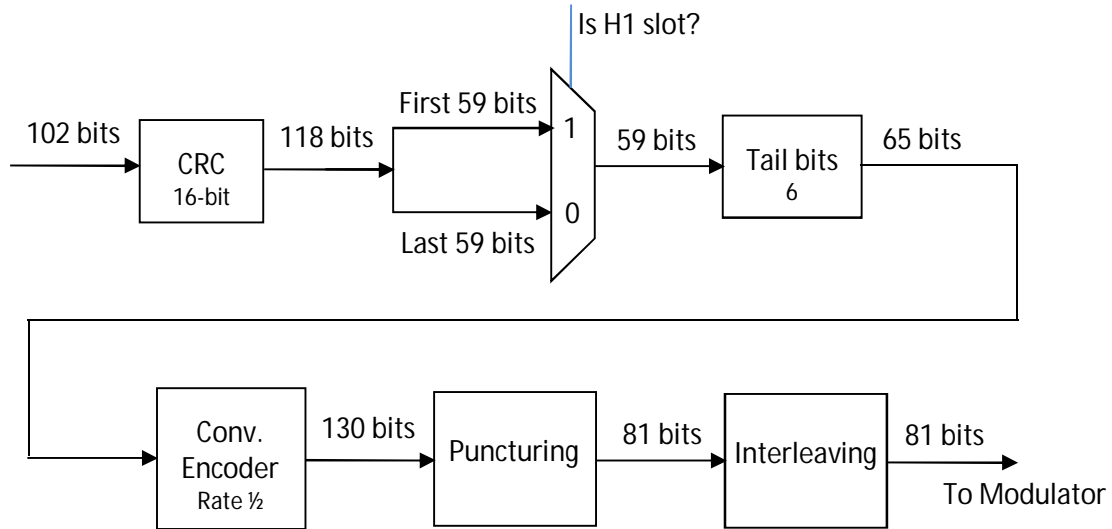 Is H1 slot?
First 59 bits
102 bits
CRC
16-bit
118 bits
1
0
Last 59 bits
59 bits
Tail bits
6
65 bits
Conv.
Encoder
Rate ½
130 bits
Puncturing
81 bits
Interleaving
81 bits
To Modulator